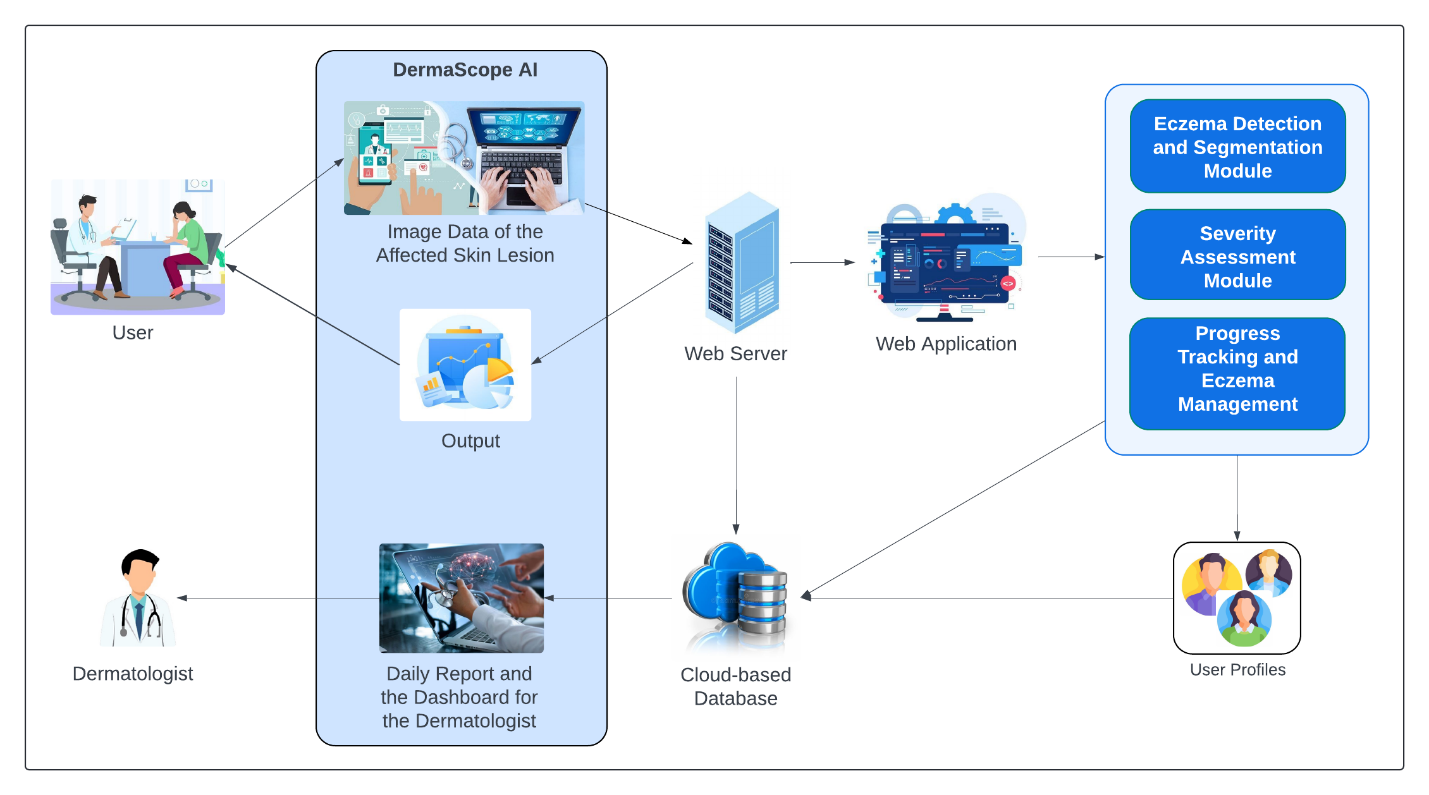 DermaScope AI
Image Data of the
Affected Skin Lesion
User
Output
Web Server
Web Application
Eczema Detection
and Segmentation
Module
Severity
Assessment
Module
Progress
Tracking and
Eczema
Management
Dermatologist
Daily Report and
the Dashboard for
the Dermatologist
Cloud-based
Database
User Profiles